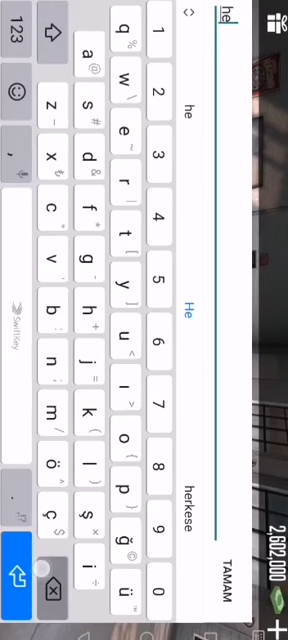 2,602,000 +
he
TAMAM
he He herkese
1 2 3 4 5 6 7 8 9 0
q % w \ e ~ r | t [ y ] u < ı > o { p } ğ © ü ™
a @ s # d & f * g - h + j = k ( l ) ş × i ÷
z _ x ₺ c " v ' b : n ; m / ö ^ ç $
123 , SwiftKey . ,!?